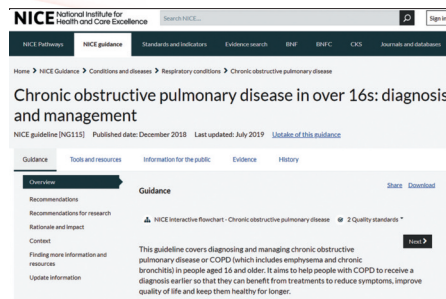 NICE National Institute for Health and Care Excellence
Search NICE...
Sign in
NICE Pathways NICE guidance Standards and Indicators Evidence search BNF BNFC CKS Journals and databases
Home > NICE Guidance > Conditions and diseases > Respiratory conditions > Chronic obstructive pulmonary disease
Chronic obstructive pulmonary disease in over 16s: diagnosis
and management
NICE guideline [NG115] Published date: December 2018 Last updated: July 2019 Uptake of this guidance
Guidance Tools and resources Information for the public Evidence History
Overview
Recommendations
Recommendations for research
Rationale and impact
Context
Finding more information and
resources
Update information
Guidance
Share Download
NICE interactive flowchart - Chronic obstructive pulmonary disease 2 Quality standards
Next >
This guideline covers diagnosing and managing chronic obstructive
pulmonary disease or COPD (which includes emphysema and chronic
bronchitis) in people aged 16 and older. It aims to help people with COPD to receive a
diagnosis earlier so that they can benefit from treatments to reduce symptoms, improve
quality of life and keep them healthy for longer.